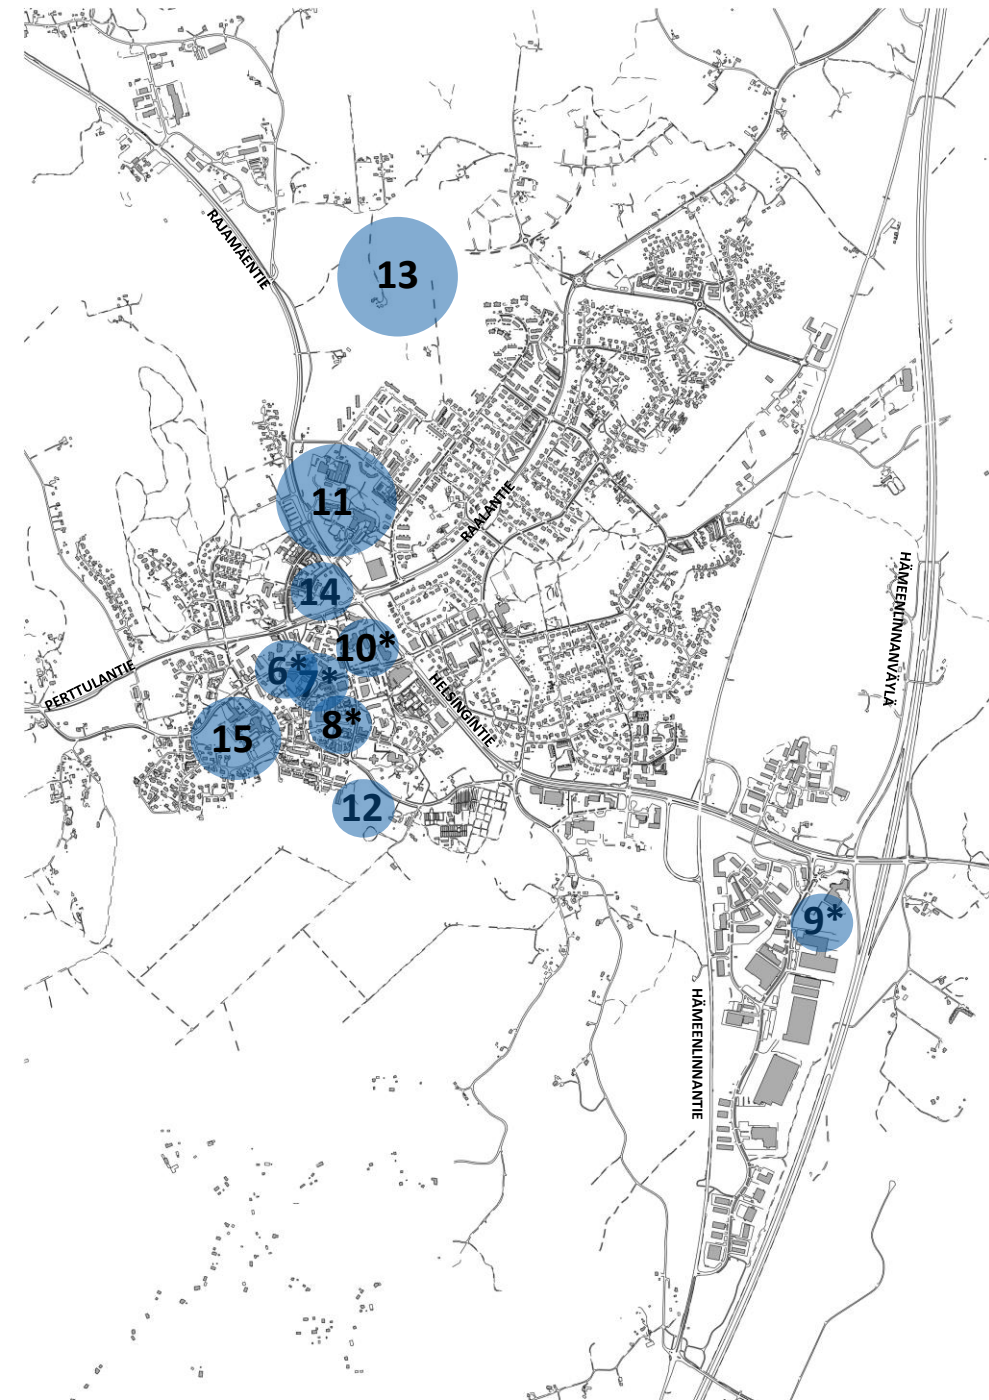 RAJAMÄENTIE
13
11
RAALANTIE
14
10*
6*
7*
PERTTULANTIE
HELSINGINTIE
8*
15
12
HÄMEENLINNANVÄYLÄ
9*
HÄMEENLINNANTIE